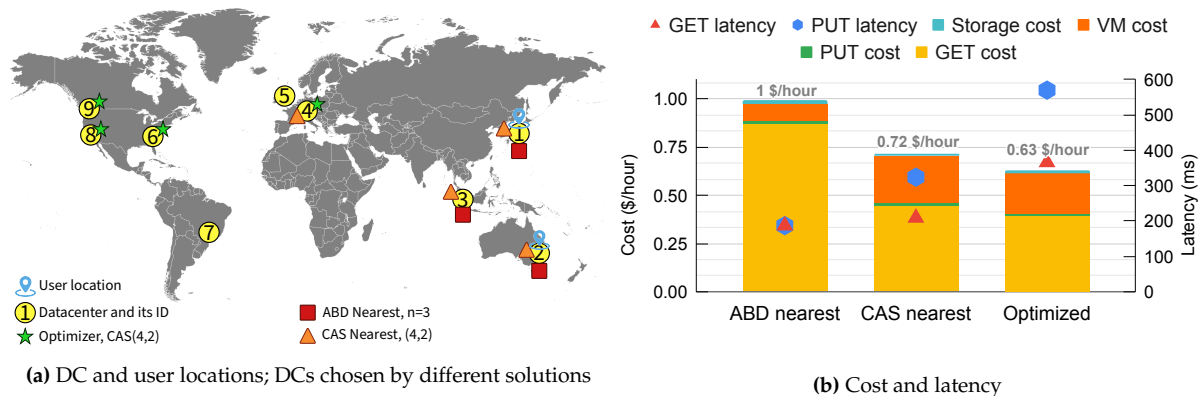 9
8
6
7
5
4
1
3
2
User location
1 Datacenter and its ID
Optimizer, CAS(4,2)
ABD Nearest, n=3
CAS Nearest, (4,2)
(a) DC and user locations; DCs chosen by different solutions
GET latency PUT latency Storage cost VM cost
PUT cost GET cost
Cost ($/hour)
1.00
0.75
0.50
0.25
0.00
1 $/hour
0.72 $/hour
0.63 $/hour
600
500
400
300
200
100
0
Latency (ms)
ABD nearest CAS nearest Optimized
(b) Cost and latency